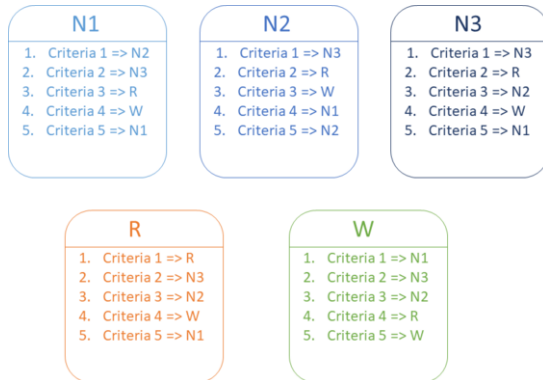 N1
1. Criteria 1 => N2
2. Criteria 2 => N3
3. Criteria 3 => R
4. Criteria 4 => W
5. Criteria 5 => N1
N2
1. Criteria 1 => N3
2. Criteria 2 => R
3. Criteria 3 => W
4. Criteria 4 => N1
5. Criteria 5 => N2
N3
1. Criteria 1 => N3
2. Criteria 2 => R
3. Criteria 3 => N2
4. Criteria 4 => W
5. Criteria 5 => N1
R
1. Criteria 1 => R
2. Criteria 2 => N3
3. Criteria 3 => N2
4. Criteria 4 => W
5. Criteria 5 => N1
W
1. Criteria 1 => N1
2. Criteria 2 => N3
3. Criteria 3 => N2
4. Criteria 4 => R
5. Criteria 5 => W